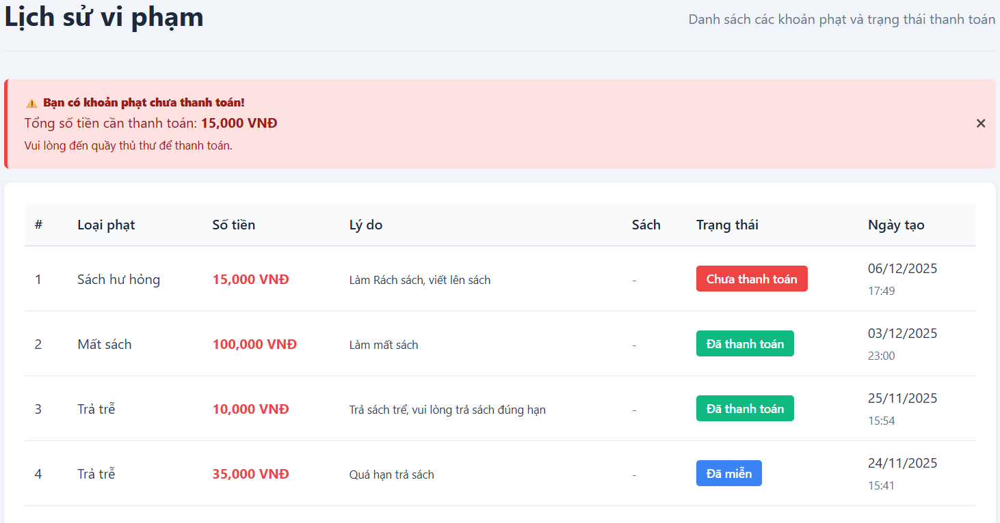 Lịch sử vi phạm
Danh sách các khoản phạt và trạng thái thanh toán
⚠️ Bạn có khoản phạt chưa thanh toán!
Tổng số tiền cần thanh toán: 15,000 VNĐ
Vui lòng đến quầy thủ thư để thanh toán.
×
# Loại phạt Số tiền Lý do Sách Trạng thái Ngày tạo
1 Sách hư hỏng 15,000 VNĐ Làm Rách sách, viết lên sách - Chưa thanh toán 06/12/2025
17:49
2 Mất sách 100,000 VNĐ Làm mất sách - Đã thanh toán 03/12/2025
23:00
3 Trả trễ 10,000 VNĐ Trả sách trể, vui lòng trả sách đúng hạn - Đã thanh toán 25/11/2025
15:54
4 Trả trễ 35,000 VNĐ Quá hạn trả sách - Đã miễn 24/11/2025
15:41